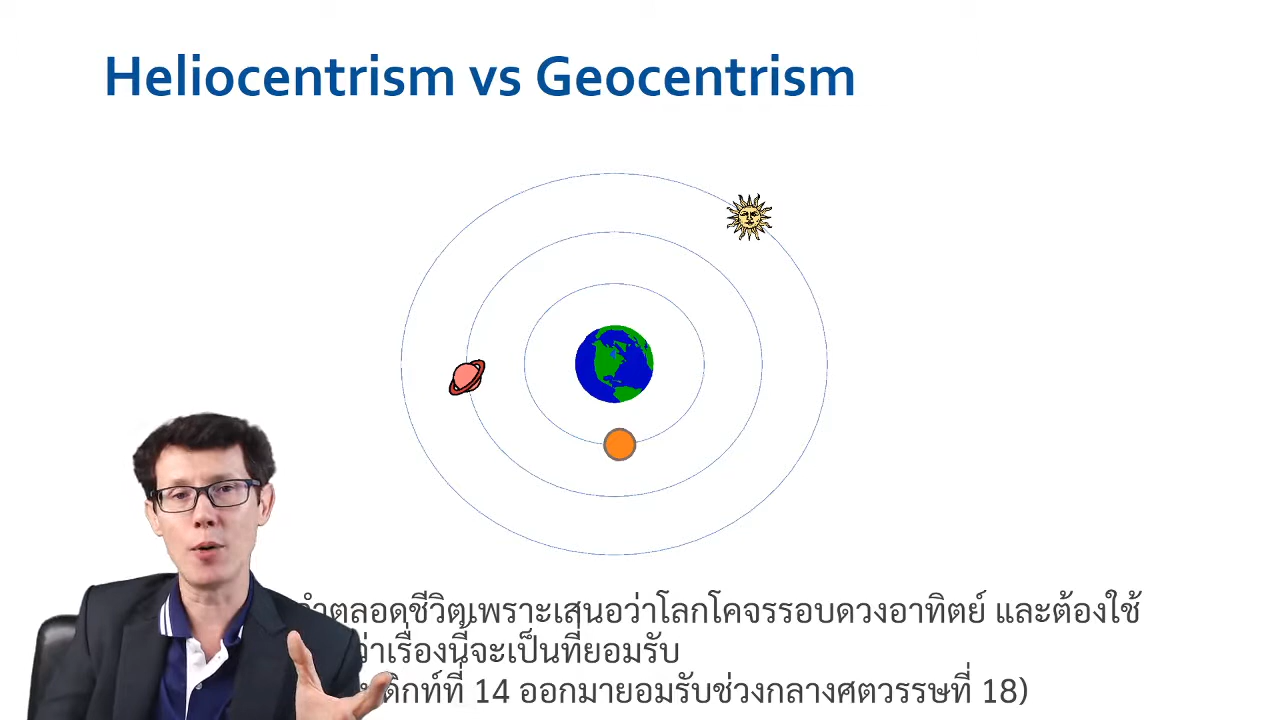 Heliocentrism vs Geocentrism
ตลอดชีวิตเพราะเสนอว่าโลกโคจรรอบดวงอาทิตย์ และต้องใช้
ว่าเรื่องนี้จะเป็นที่ยอมรับ
ที่ 14 ออกมายอมรับช่วงกลางศตวรรษที่ 18)